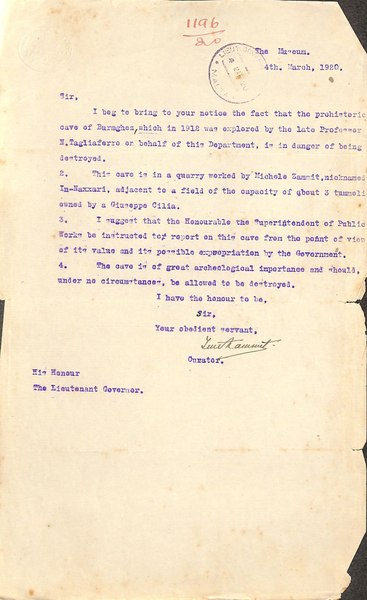 1196
20
The Museum.
4th. March, 1920.
Sir,
I beg to bring to your notice the fact that the prehistoric
cave of Burmeghez, which in 1912 was explored by the late Professor
N.Tagliaferro on behalf of this Department, is in danger of being
destroyed.
2. This cave is in a quarry worked by Michele Zammit, nicknamed
In-Naxxari, adjacent to a field of the capacity of about 3 tummoli
owned by a Giuseppe Cilia.
3. I suggest that the Honourable the Superintendent of Public
Works be instructed to report on this cave from the point of view
of its value and its possible expropriation by the Government.
4. The cave is of great archeological importance and should,
under no circumstances, be allowed to be destroyed.
I have the honour to be,
Sir,
Your obedient servant,
Curator.
His Honour
The Lieutenant Governor.